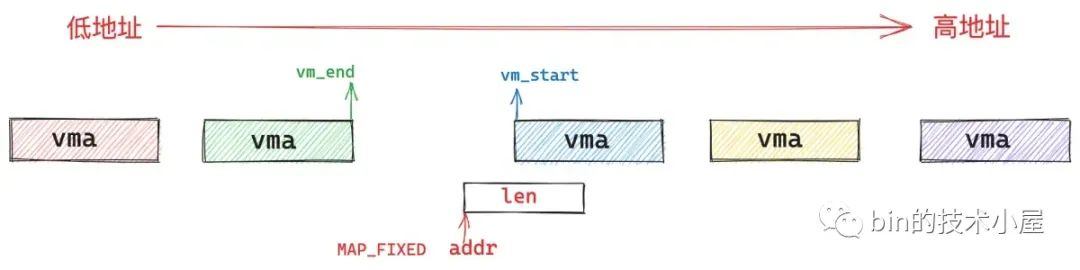 低地址
高地址
vm_end
vm_start
vma
vma
vma
vma
vma
len
MAP_FIXED addr
bin的技术小屋